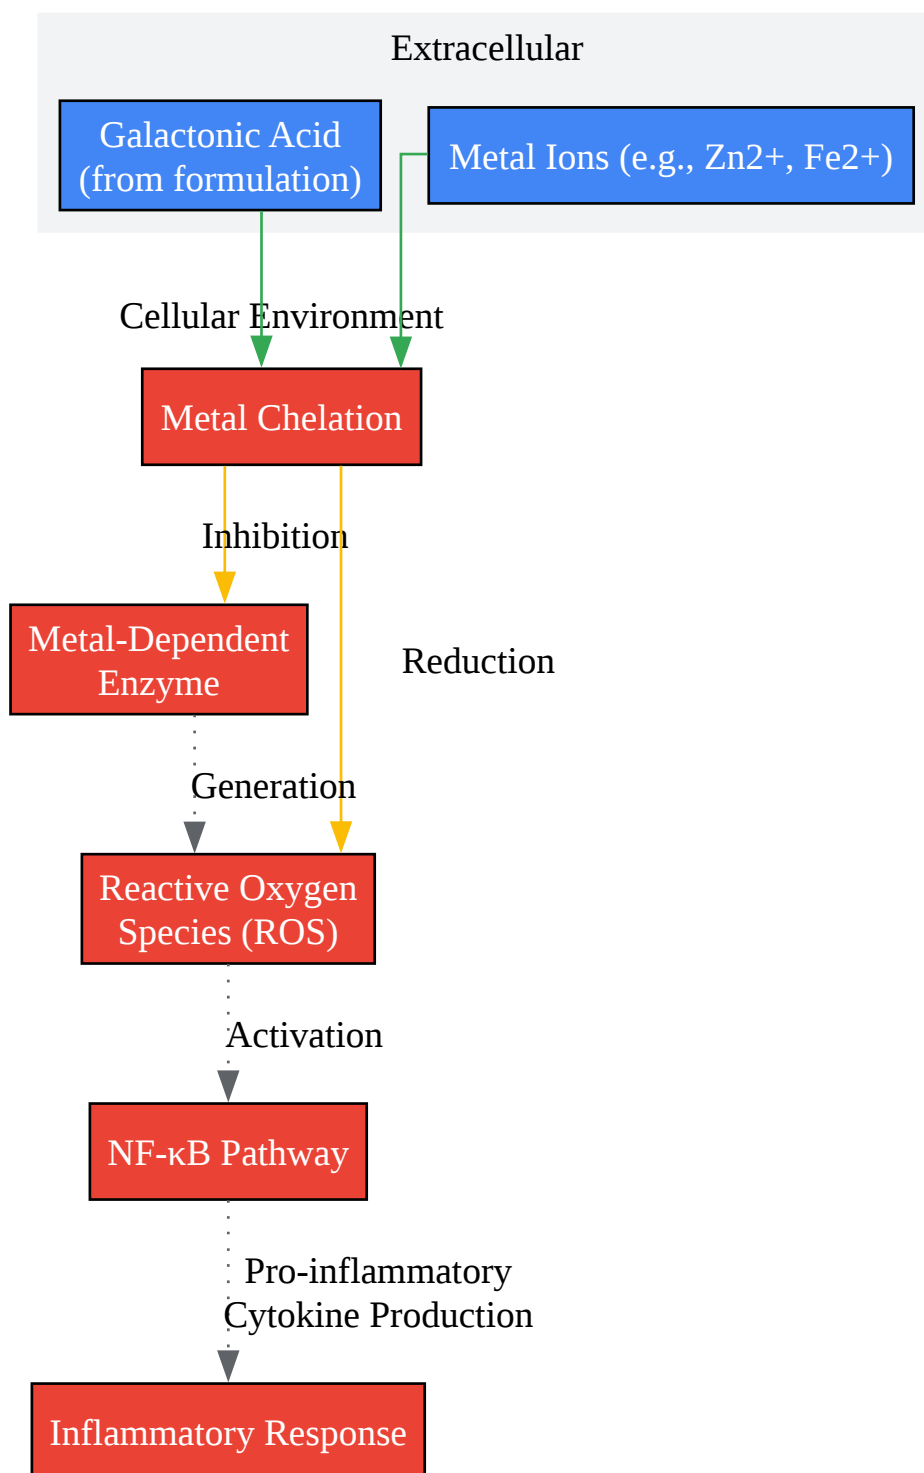 Extracellular
Galactonic Acid
(from formulation)
Metal Ions (e.g., Zn2+, Fe2+)
Cellular Environment
Metal Chelation
Inhibition
Metal-Dependent
Enzyme
Reduction
Generation
Reactive Oxygen
Species (ROS)
Activation
NF-κB Pathway
Pro-inflammatory
Cytokine Production
Inflammatory Response